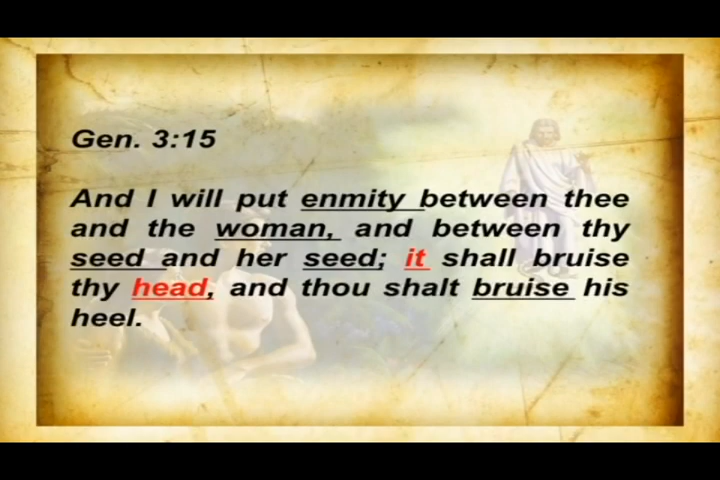 Gen. 3:15
And I will put enmity between thee
and the woman, and between thy
seed and her seed; it shall bruise
thy head, and thou shalt bruise his
heel.